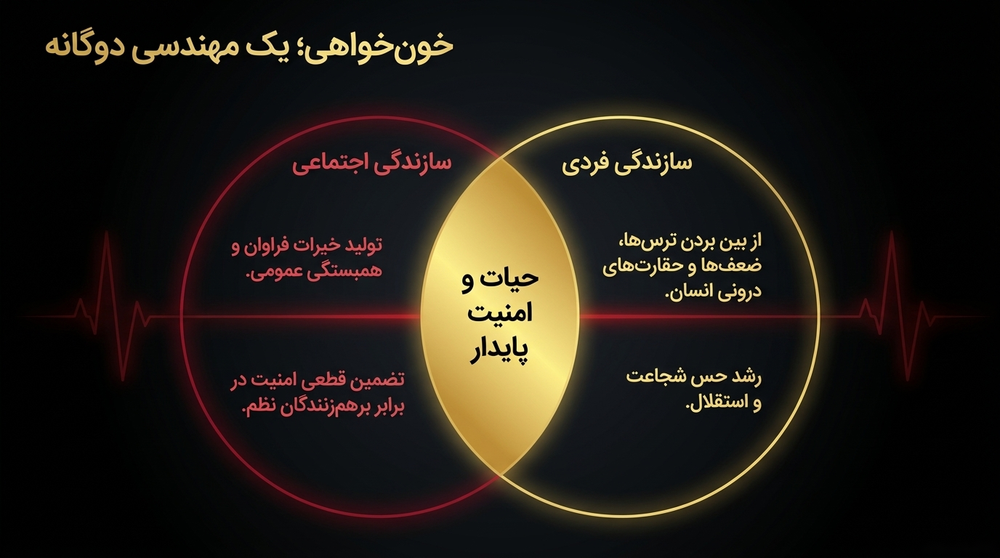 خون‌خواهی؛ یک مهندسی دوگانه
سازندگی فردی
از بین بردن ترس‌ها،
ضعف‌ها و حقارت‌های
درونی انسان.
رشد حس شجاعت
و استقلال.
حیات و
امنیت
پایدار
سازندگی اجتماعی
تولید خیرات فراوان و
همبستگی عمومی.
تضمین قطعی امنیت در
برابر برهم‌زنندگان نظم.